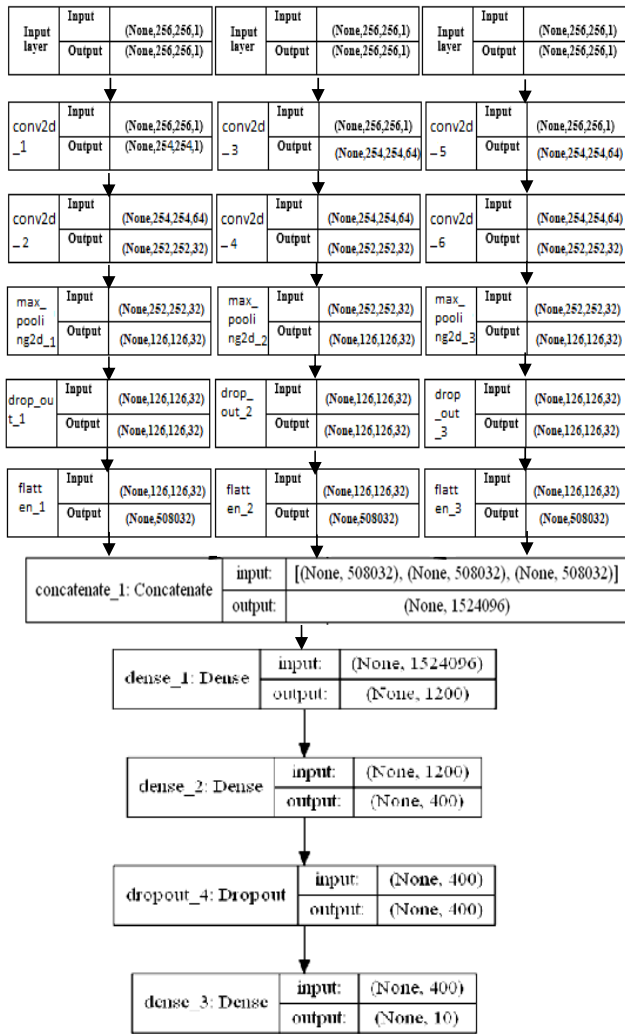 Input layer Input (None,256,256,1) Output (None,256,256,1)
Input layer Input (None,256,256,1) Output (None,256,256,1)
Input layer Input (None,256,256,1) Output (None,256,256,1)
conv2d_1 Input (None,256,256,1) Output (None,254,254,1)
conv2d_3 Input (None,256,256,1) Output (None,254,254,64)
conv2d_5 Input (None,256,256,1) Output (None,254,254,64)
conv2d_2 Input (None,254,254,64) Output (None,252,252,32)
conv2d_4 Input (None,254,254,64) Output (None,252,252,32)
conv2d_6 Input (None,254,254,64) Output (None,252,252,32)
max_pooling2d_1 Input (None,252,252,32) Output (None,126,126,32)
max_pooling2d_2 Input (None,252,252,32) Output (None,126,126,32)
max_pooling2d_3 Input (None,252,252,32) Output (None,126,126,32)
drop_out_1 Input (None,126,126,32) Output (None,126,126,32)
drop_out_2 Input (None,126,126,32) Output (None,126,126,32)
drop_out_3 Input (None,126,126,32) Output (None,126,126,32)
flatten_1 Input (None,126,126,32) Output (None,508032)
flatten_2 Input (None,126,126,32) Output (None,508032)
flatten_3 Input (None,126,126,32) Output (None,508032)
concatenate_1: Concatenate input: [(None, 508032), (None, 508032), (None, 508032)]
output: (None, 1524096)
dense_1: Dense input: (None, 1524096)
output: (None, 1200)
dense_2: Dense input: (None, 1200)
output: (None, 400)
dropout_4: Dropout input: (None, 400)
output: (None, 400)
dense_3: Dense input: (None, 400)
output: (None, 10)